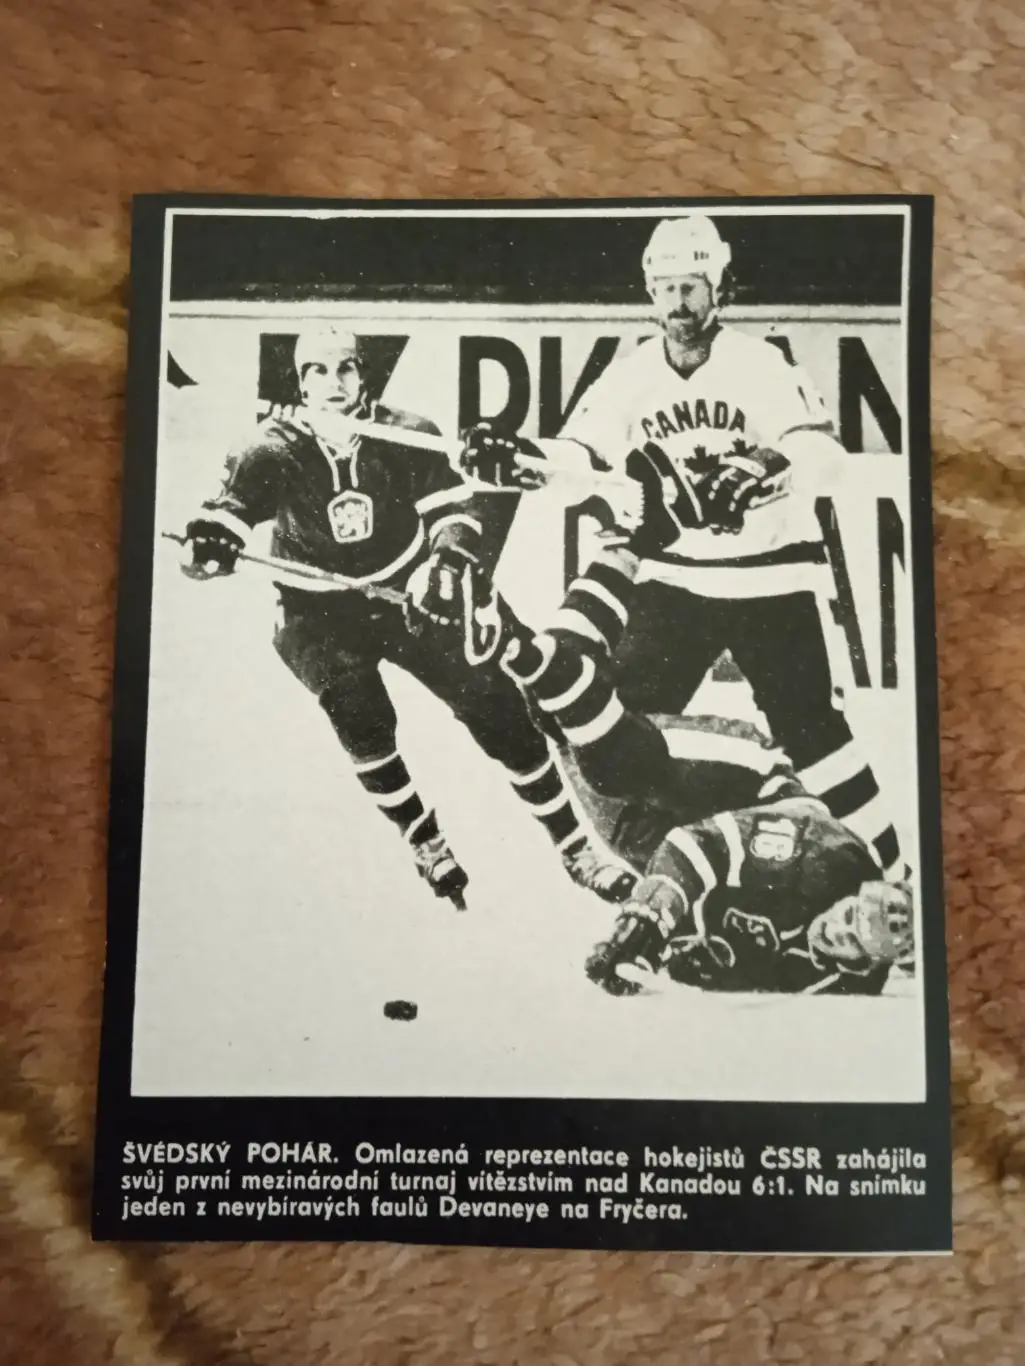 CANADA
16
ŠVÉDSKÝ POHÁR. Omlazená reprezentace hokejistů ČSSR zahájila
svůj první mezinárodní turnaj vítězstvím nad Kanadou 6:1. Na snímku
jeden z nevybíravých faulů Devaneye na Fryčera.